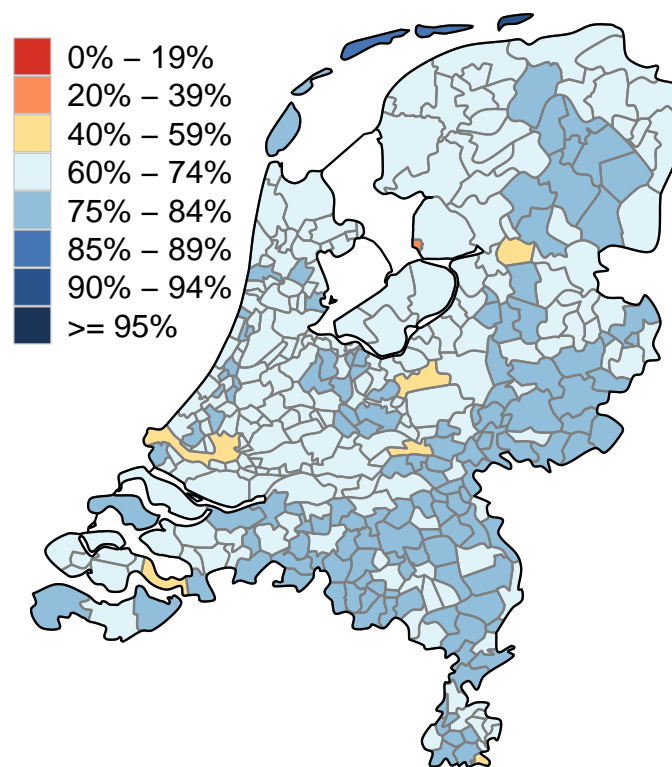 0% – 19%
20% – 39%
40% – 59%
60% – 74%
75% – 84%
85% – 89%
90% – 94%
>= 95%